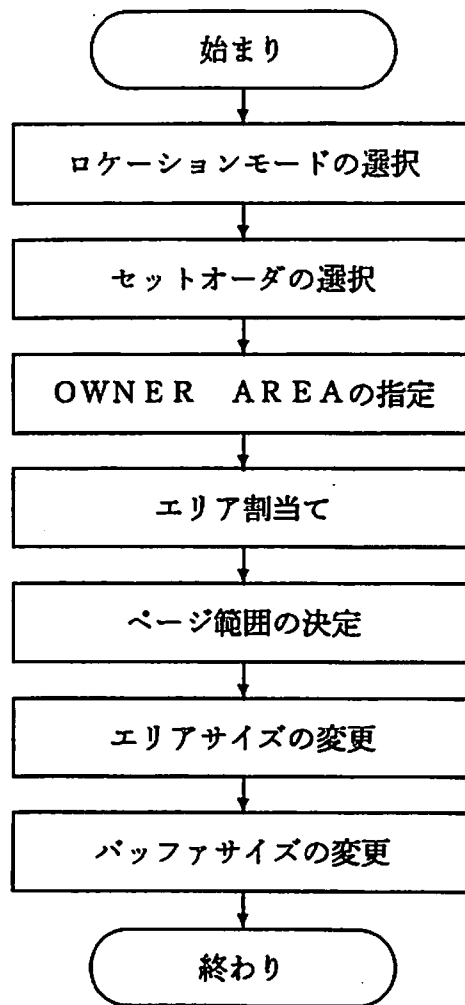 始まり
ロケーションモードの選択
セットオーダの選択
OWNER AREAの指定
エリア割当て
ページ範囲の決定
エリアサイズの変更
バッファサイズの変更
終わり